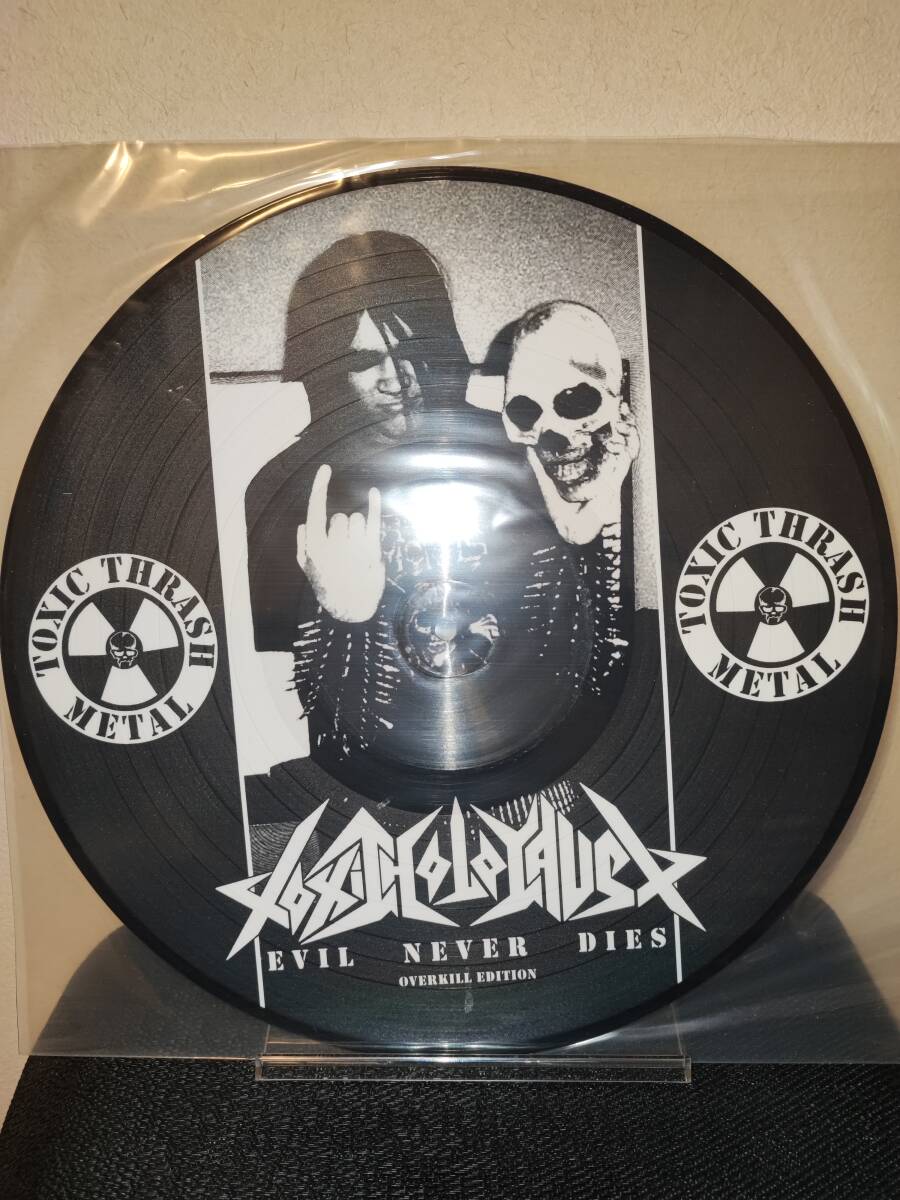 TOXIC THRASH
METAL
TOXIC THRASH
METAL
TOXIC HOLOCAUST
EVIL NEVER DIES
OVERKILL EDITION